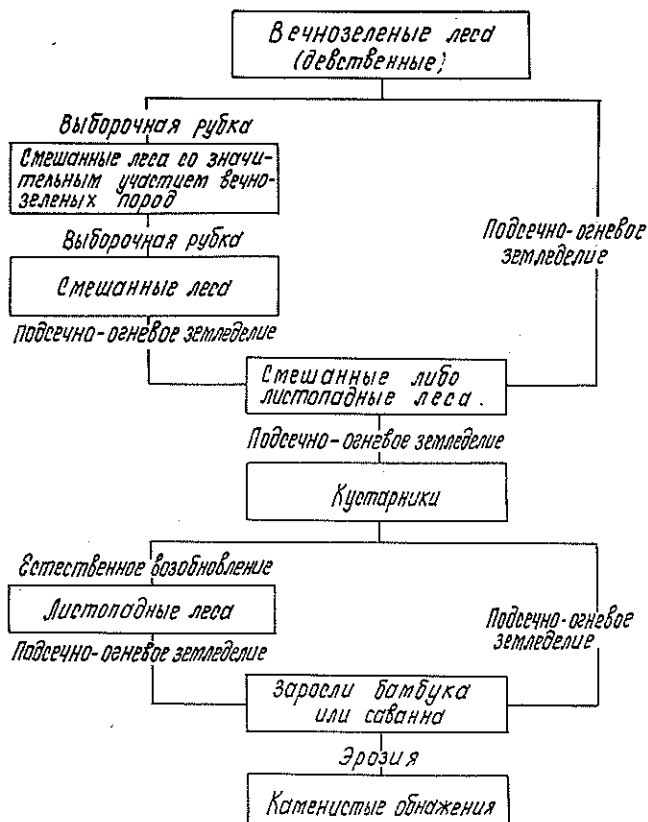 Вечнозеленые леса
(девственные)
Выборочная рубка
Смешанные леса со значи-
тельным участием вечно-
зеленых пород
Выборочная рубка
Смешанные леса
Подсечно-огневое земледелие
Подсечно-огневое
земледелие
Смешанные либо
листопадные леса.
Подсечно-огневое земледелие
Кустарники
Естественное возобновление
Листопадные леса
Подсечно-огневое земледелие
Подсечно-огневое
земледелие
Заросли бамбука
или саванна
Эрозия
Каменистые обнажения